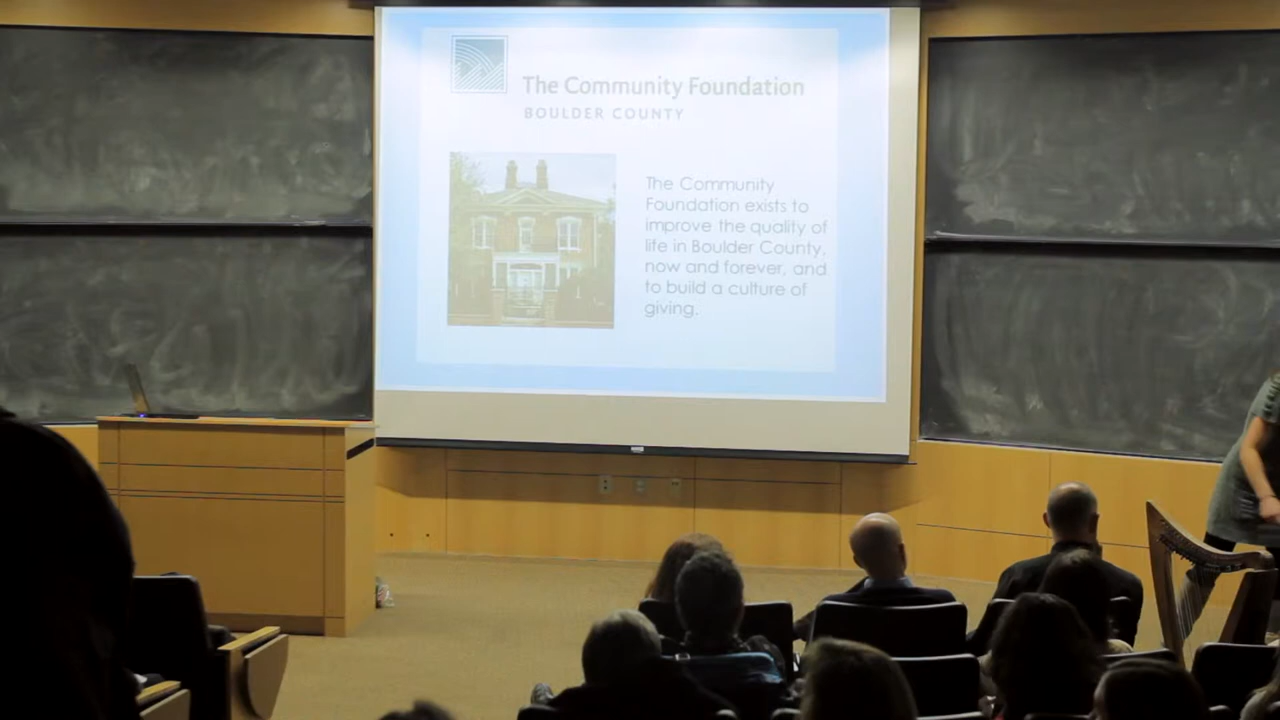 The Community Foundation
BOULDER COUNTY
The Community
Foundation exists to
improve the quality of
life in Boulder County,
now and forever, and
to build a culture of
giving.